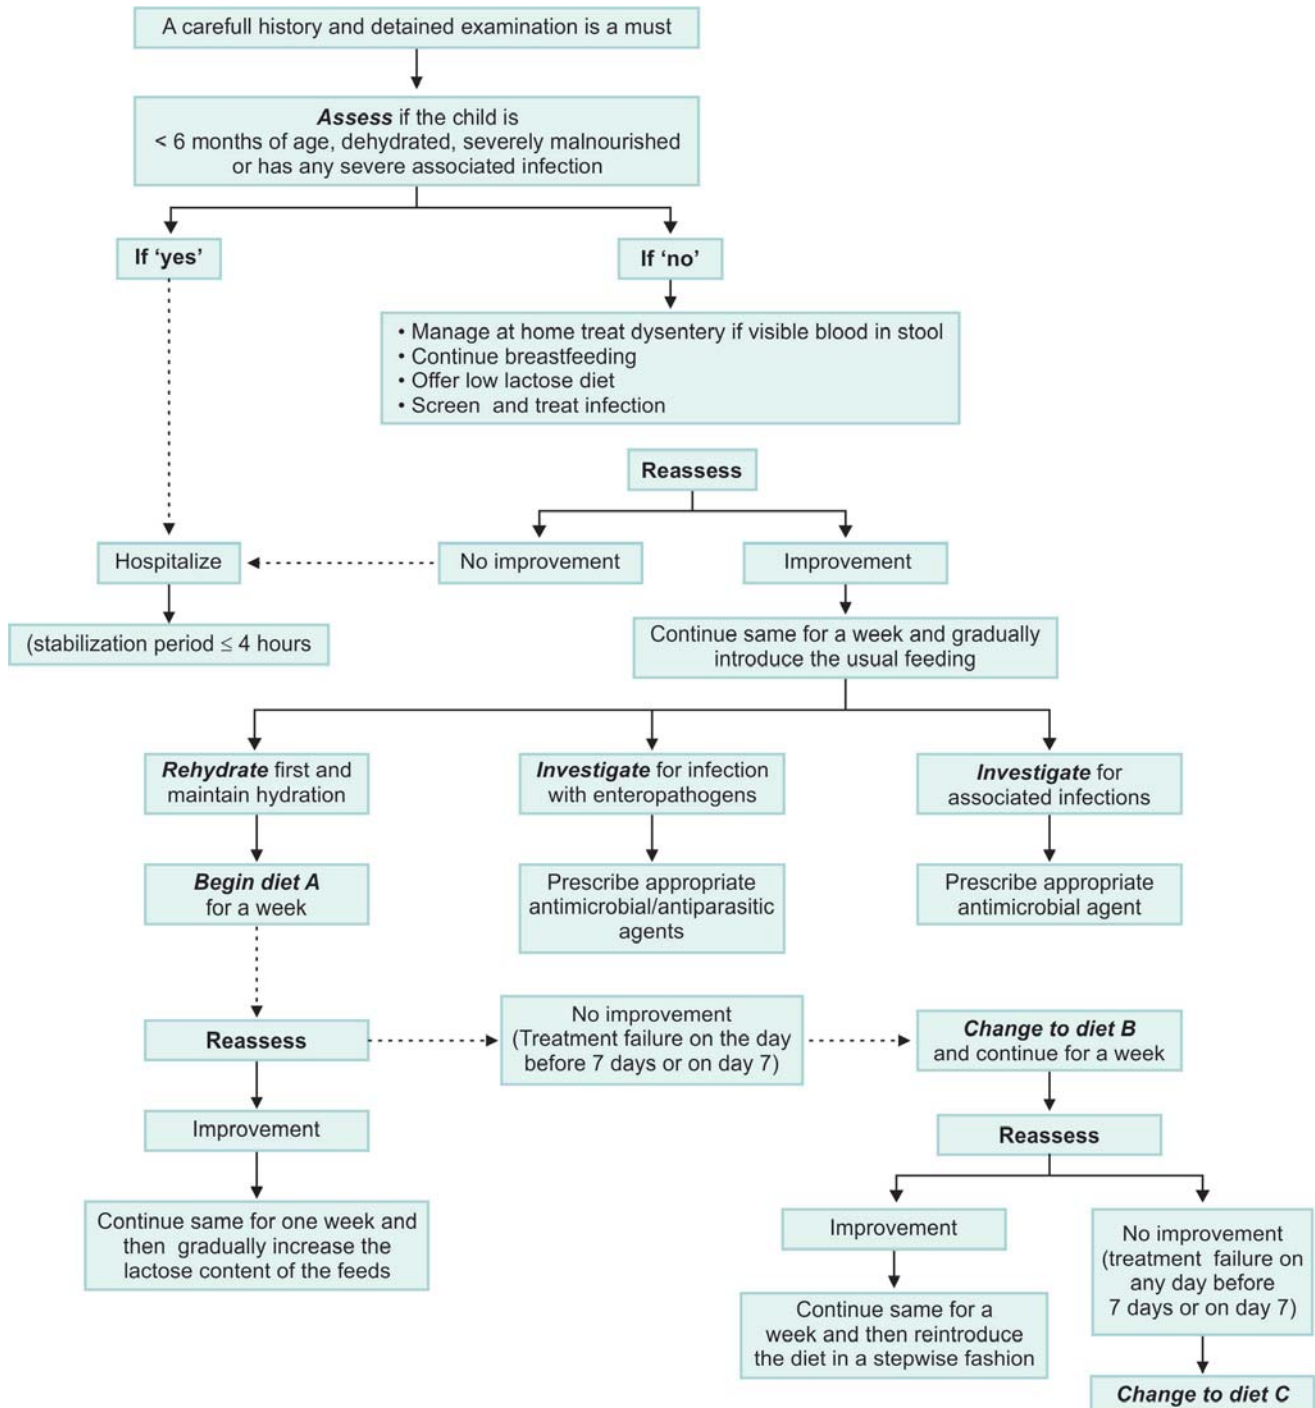 A carefull history and detained examination is a must
Assess if the child is
< 6 months of age, dehydrated, severely malnourished
or has any severe associated infection
If ‘yes’
If ‘no’
• Manage at home treat dysentery if visible blood in stool
• Continue breastfeeding
• Offer low lactose diet
• Screen and treat infection
Reassess
Hospitalize
No improvement
Improvement
(stabilization period ≤ 4 hours
Continue same for a week and gradually
introduce the usual feeding
Rehydrate first and
maintain hydration
Investigate for infection
with enteropathogens
Investigate for
associated infections
Begin diet A
for a week
Prescribe appropriate
antimicrobial/antiparasitic
agents
Prescribe appropriate
antimicrobial agent
Reassess
No improvement
(Treatment failure on the day
before 7 days or on day 7)
Change to diet B
and continue for a week
Improvement
Reassess
Continue same for one week and
then gradually increase the
lactose content of the feeds
Improvement
No improvement
(treatment failure on
any day before
7 days or on day 7)
Continue same for a
week and then reintroduce
the diet in a stepwise fashion
Change to diet C